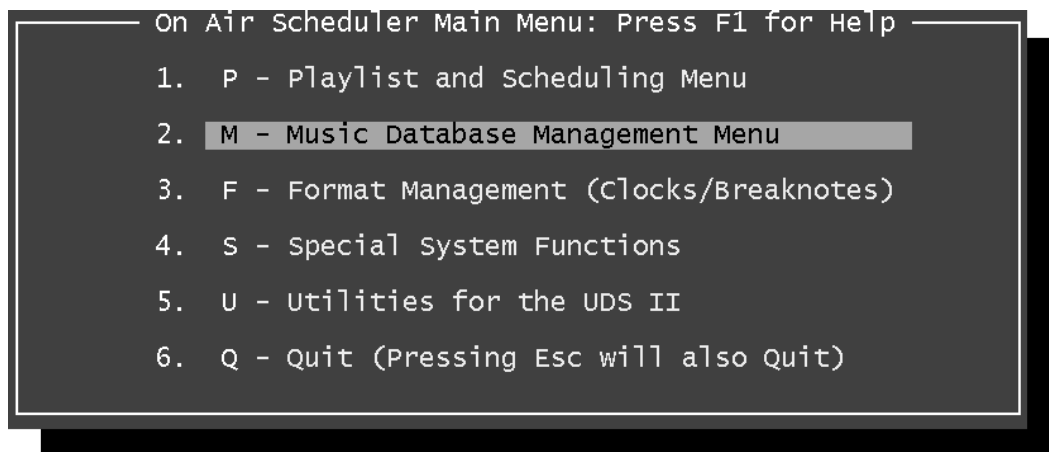 On Air Scheduler Main Menu: Press F1 for Help
1. P – Playlist and Scheduling Menu
2. M – Music Database Management Menu
3. F – Format Management (Clocks/Breaknotes)
4. S – Special System Functions
5. U – Utilities for the UDS II
6. Q – Quit (Pressing Esc will also Quit)